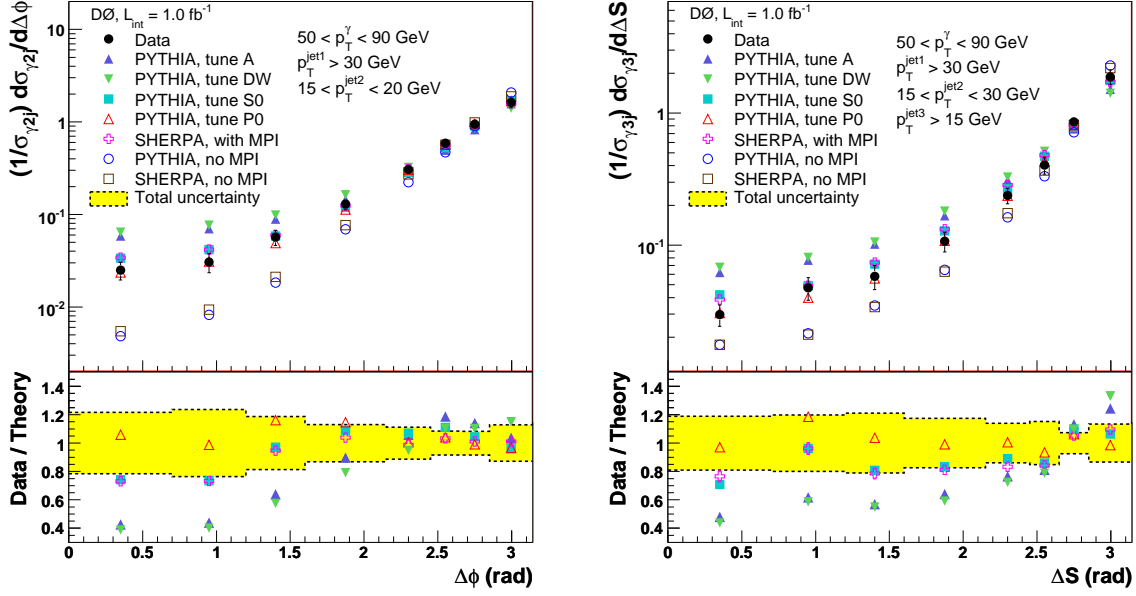 DØ, L_int = 1.0 fb⁻¹
Data
PYTHIA, tune A
PYTHIA, tune DW
PYTHIA, tune S0
PYTHIA, tune P0
SHERPA, with MPI
PYTHIA, no MPI
SHERPA, no MPI
Total uncertainty
50 < p_T^γ < 90 GeV
p_T^jet1 > 30 GeV
15 < p_T^jet2 < 20 GeV
(1/σ_γ2j) dσ_γ2j/dΔϕ
10
1
10⁻¹
10⁻²
Data / Theory
1.4
1.2
1.0
0.8
0.6
0.4
0 0.5 1 1.5 2 2.5 3
Δϕ (rad)
DØ, L_int = 1.0 fb⁻¹
Data
PYTHIA, tune A
PYTHIA, tune DW
PYTHIA, tune S0
PYTHIA, tune P0
SHERPA, with MPI
PYTHIA, no MPI
SHERPA, no MPI
Total uncertainty
50 < p_T^γ < 90 GeV
p_T^jet1 > 30 GeV
15 < p_T^jet2 < 30 GeV
p_T^jet3 > 15 GeV
(1/σ_γ3j) dσ_γ3j/dΔS
1
10⁻¹
Data / Theory
1.4
1.2
1.0
0.8
0.6
0.4
0 0.5 1 1.5 2 2.5 3
ΔS (rad)